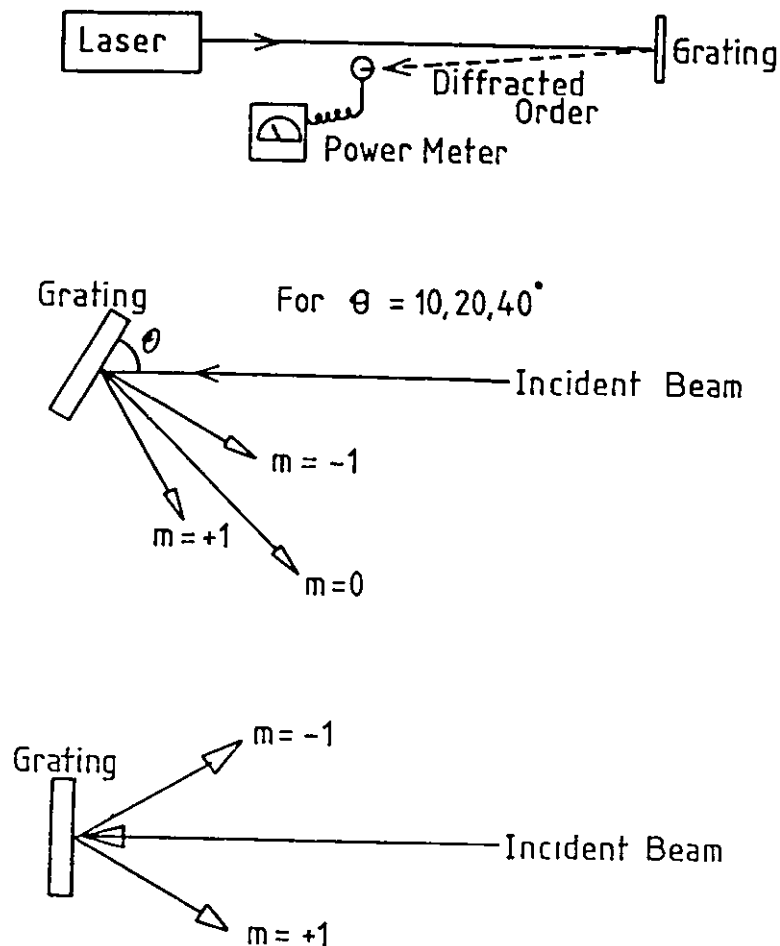 Laser
Grating
Diffracted
Order
Power Meter
Grating
For θ = 10,20,40°
θ
Incident Beam
m = -1
m = +1
m=0
m = -1
Grating
Incident Beam
m = +1